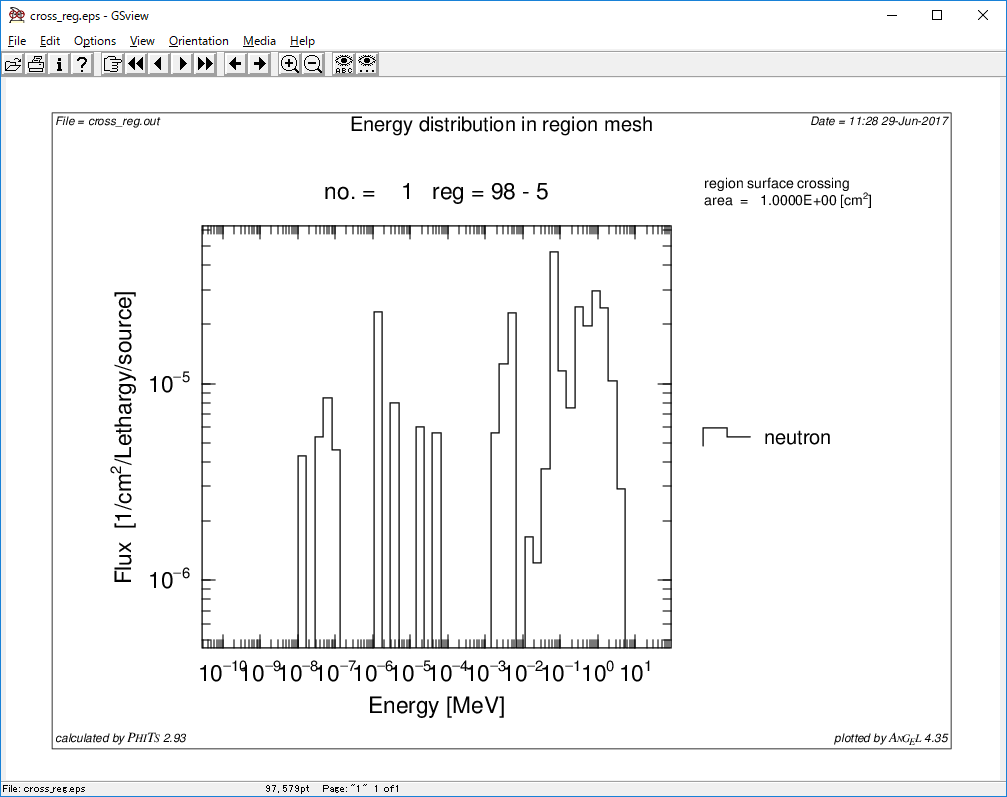 cross_reg.eps - GSview
File Edit Options View Orientation Media Help
File = cross_reg.out
Energy distribution in region mesh
Date = 11:28 29-Jun-2017
no. = 1 reg = 98 - 5
region surface crossing
area = 1.0000E+00 [cm²]
Flux [1/cm²/Lethargy/source]
10⁻⁵
10⁻⁶
neutron
10⁻¹⁰ 10⁻⁹ 10⁻⁸ 10⁻⁷ 10⁻⁶ 10⁻⁵ 10⁻⁴ 10⁻³ 10⁻² 10⁻¹ 10⁰ 10¹
Energy [MeV]
calculated by PHITS 2.93
plotted by ANGEL 4.35
File: cross_reg.eps 97, 579pt Page: "1" 1 of 1